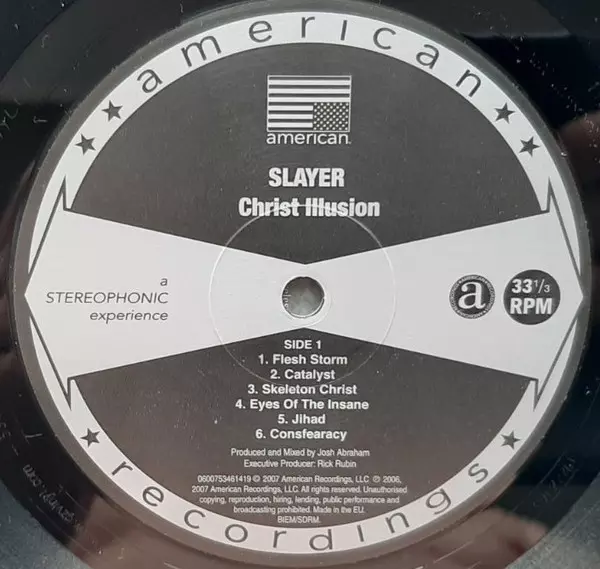 american
american
SLAYER
Christ Illusion
a
STEREOPHONIC
experience
a
33 1/3
RPM
SIDE 1
1. Flesh Storm
2. Catalyst
3. Skeleton Christ
4. Eyes Of The Insane
5. Jihad
6. Consfearacy
Produced and Mixed by Josh Abraham
Executive Producer: Rick Rubin
0600753461419 © 2007 American Recordings, LLC. ℗ 2006,
2007 American Recordings, LLC. All rights reserved. Unauthorised
copying, reproduction, hiring, lending, public performance and
broadcasting prohibited. Made in the EU.
BIEM/SDRM.
recordings